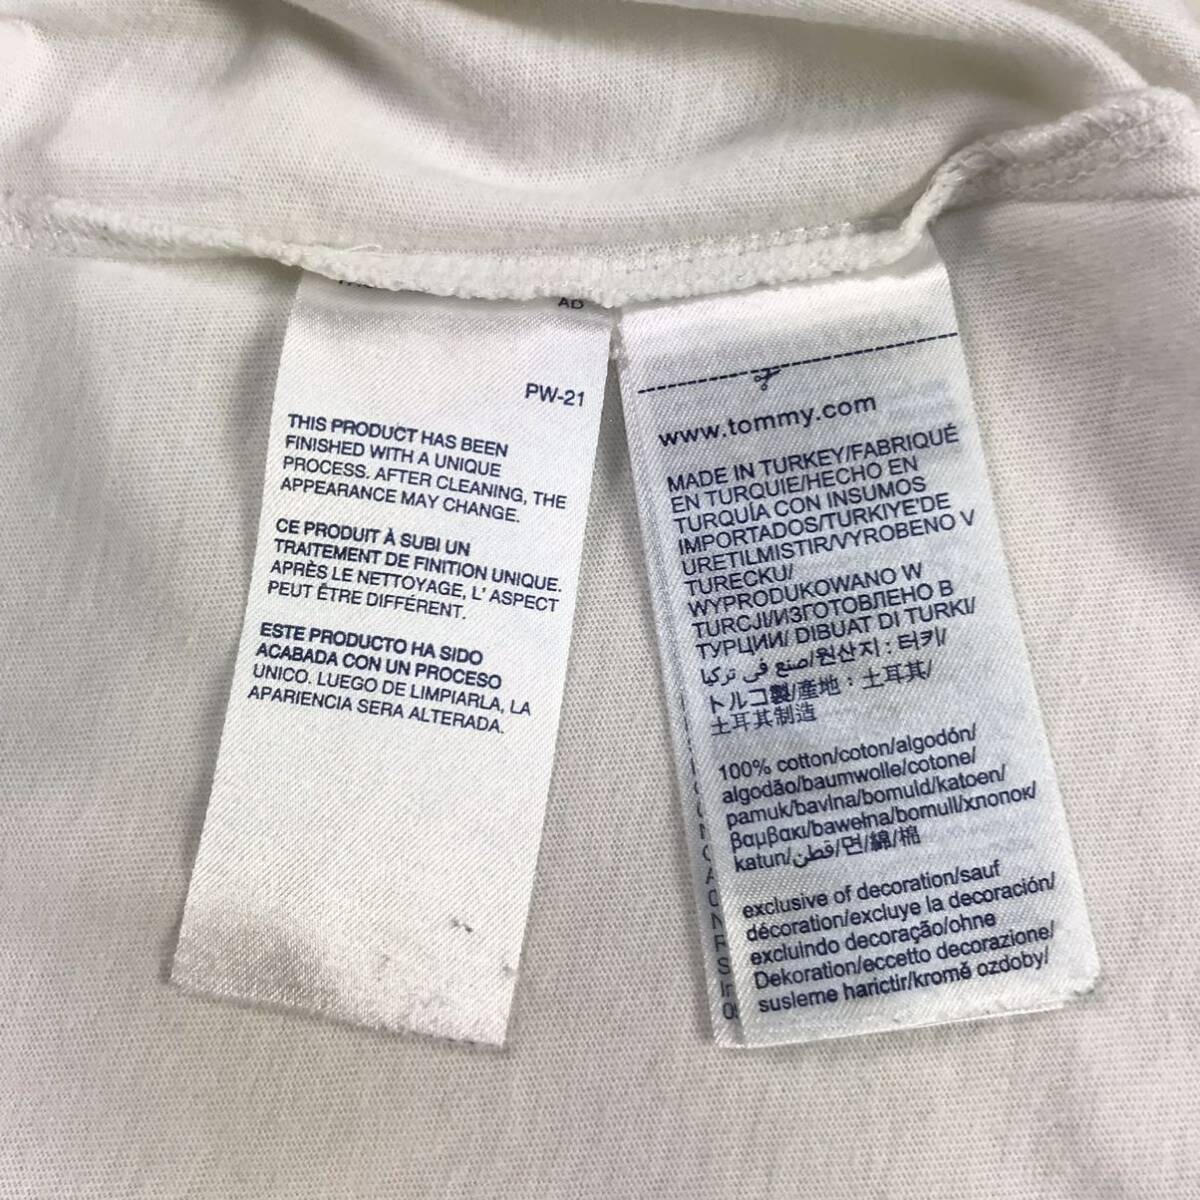 AD
PW-21
THIS PRODUCT HAS BEEN
FINISHED WITH A UNIQUE
PROCESS. AFTER CLEANING, THE
APPEARANCE MAY CHANGE.
CE PRODUIT À SUBI UN
TRAITEMENT DE FINITION UNIQUE.
APRÈS LE NETTOYAGE, L' ASPECT
PEUT ÊTRE DIFFÉRENT.
ESTE PRODUCTO HA SIDO
ACABADA CON UN PROCESO
UNICO. LUEGO DE LIMPIARLA, LA
APARIENCIA SERA ALTERADA.
www.tommy.com
MADE IN TURKEY/FABRIQUÉ
EN TURQUIE/HECHO EN
TURQUÍA CON INSUMOS
IMPORTADOS/TURKIYE'DE
URETILMISTIR/VYROBENO V
TURECKU/
WYPRODUKOWANO W
TURCJI/ИЗГОТОВЛЕНО В
ТУРЦИИ/ DIBUAT DI TURKI/
صنع في تركيا/원산지 : 터키/
トルコ製/產地 : 土耳其/
土耳其制造
100% cotton/coton/algodón/
algodão/baumwolle/cotone/
pamuk/bavlna/bomuld/katoen/
βαμβακι/bawełna/bomull/хлопок/
katun/قطن/면/綿/棉
exclusive of decoration/sauf
décoration/excluye la decoración/
excluindo decoração/ohne
Dekoration/eccetto decorazione/
susleme harictir/kromě ozdoby/